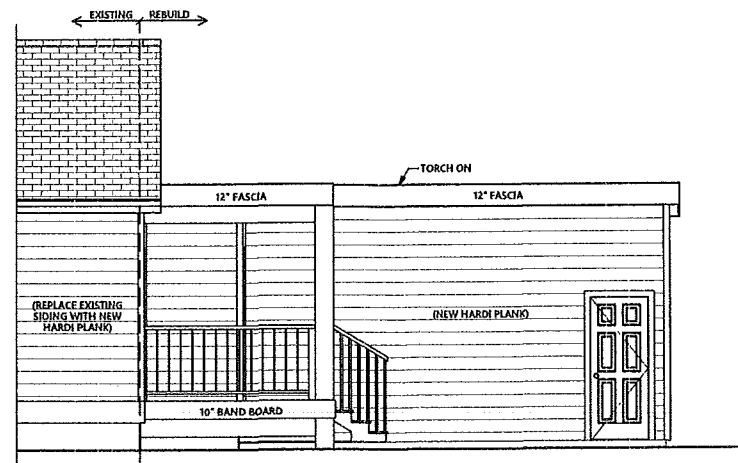 EXISTING REBUILD
TORCH ON
12" FASCIA
12" FASCIA
(REPLACE EXISTING
SIDING WITH NEW
HARDI PLANK)
(NEW HARDI PLANK)
10" BAND BOARD